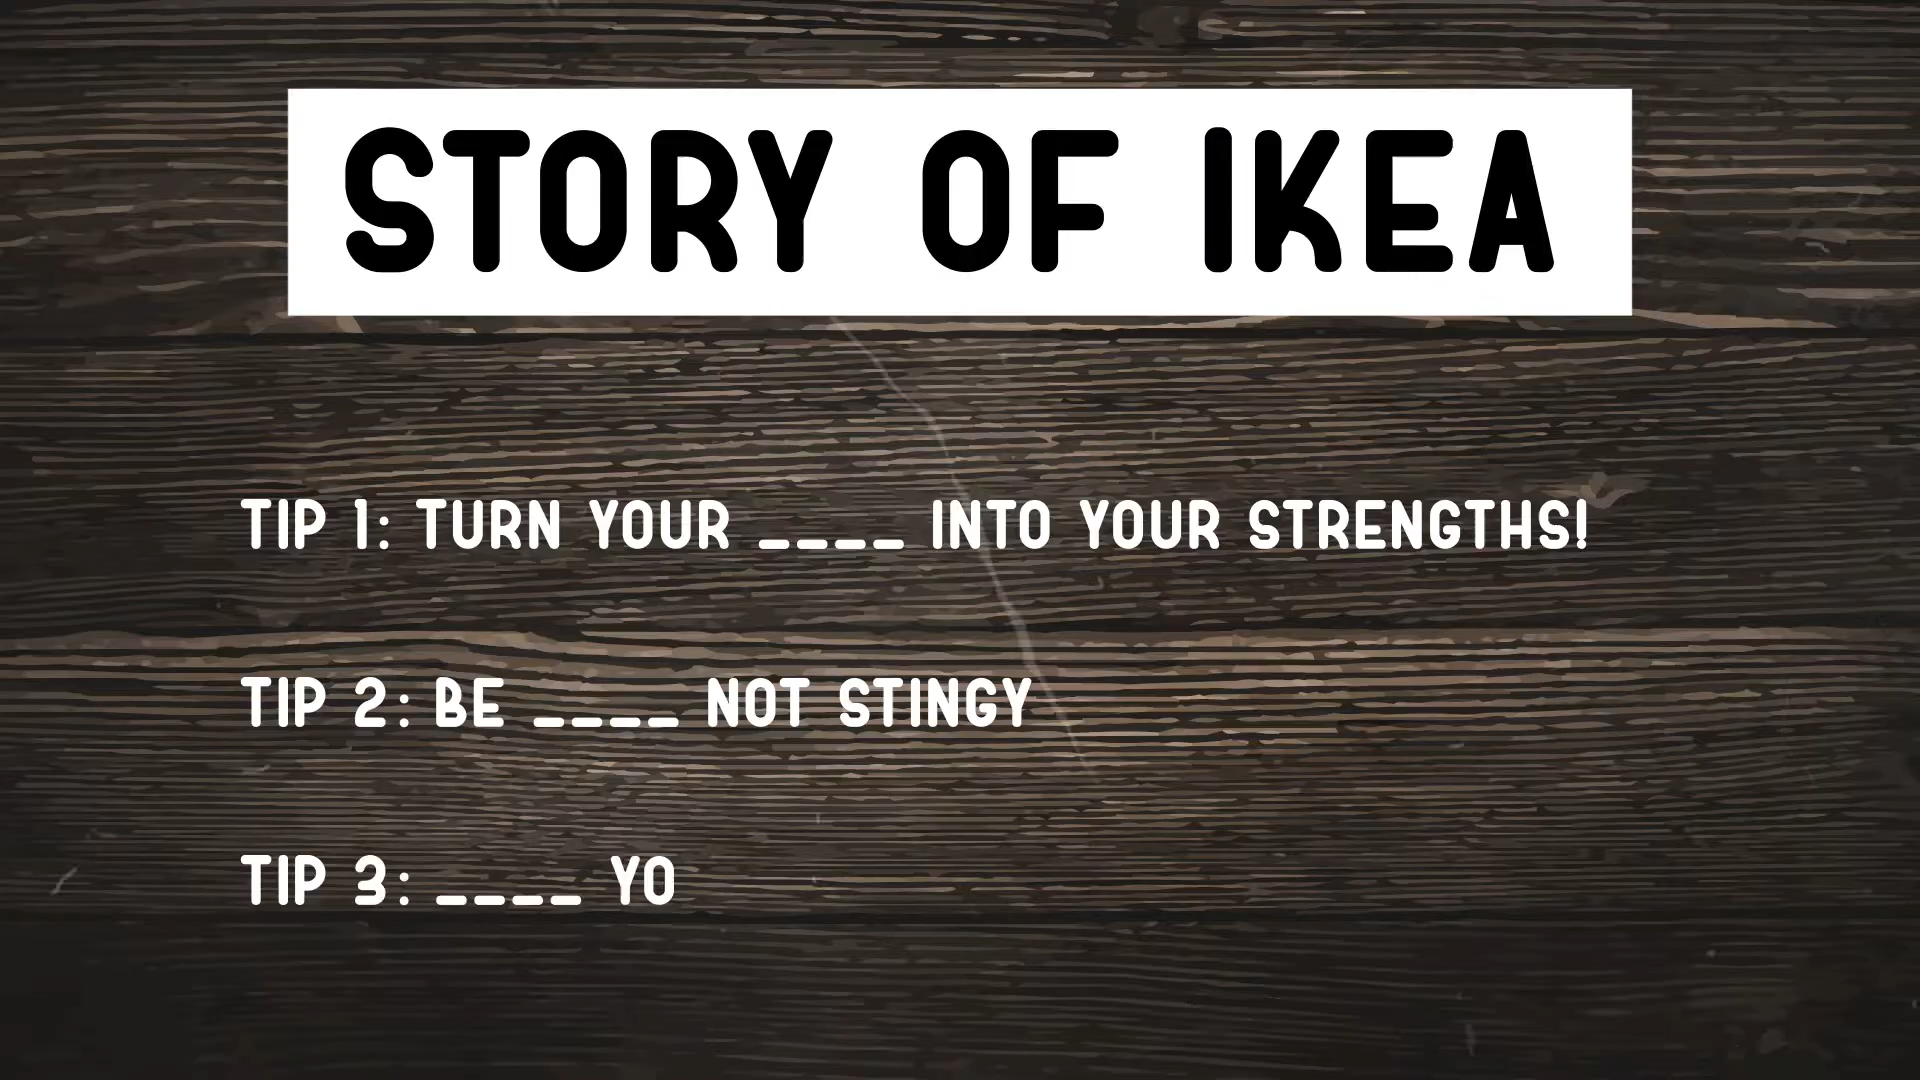 STORY OF IKEA
TIP 1: TURN YOUR ____ INTO YOUR STRENGTHS!
TIP 2: BE ____ NOT STINGY
TIP 3: ____ YO